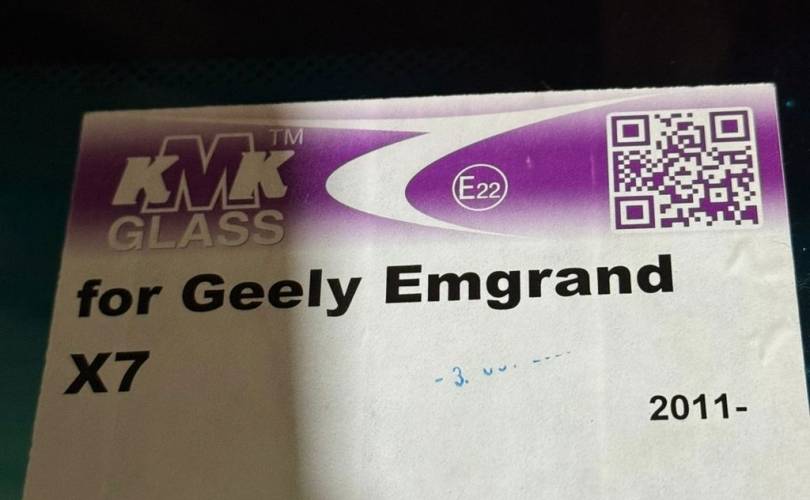 KMK™
GLASS
E22
for Geely Emgrand
X7
2011-